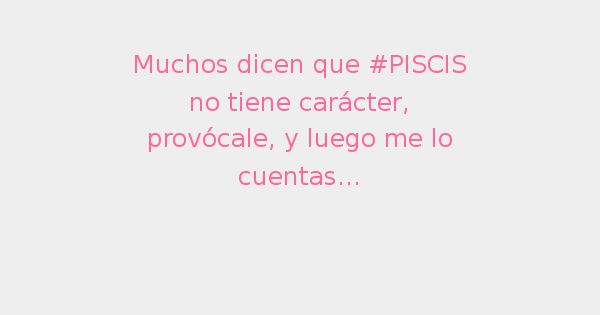 Muchos dicen que #PISCIS
no tiene carácter,
provócale, y luego me lo
cuentas...